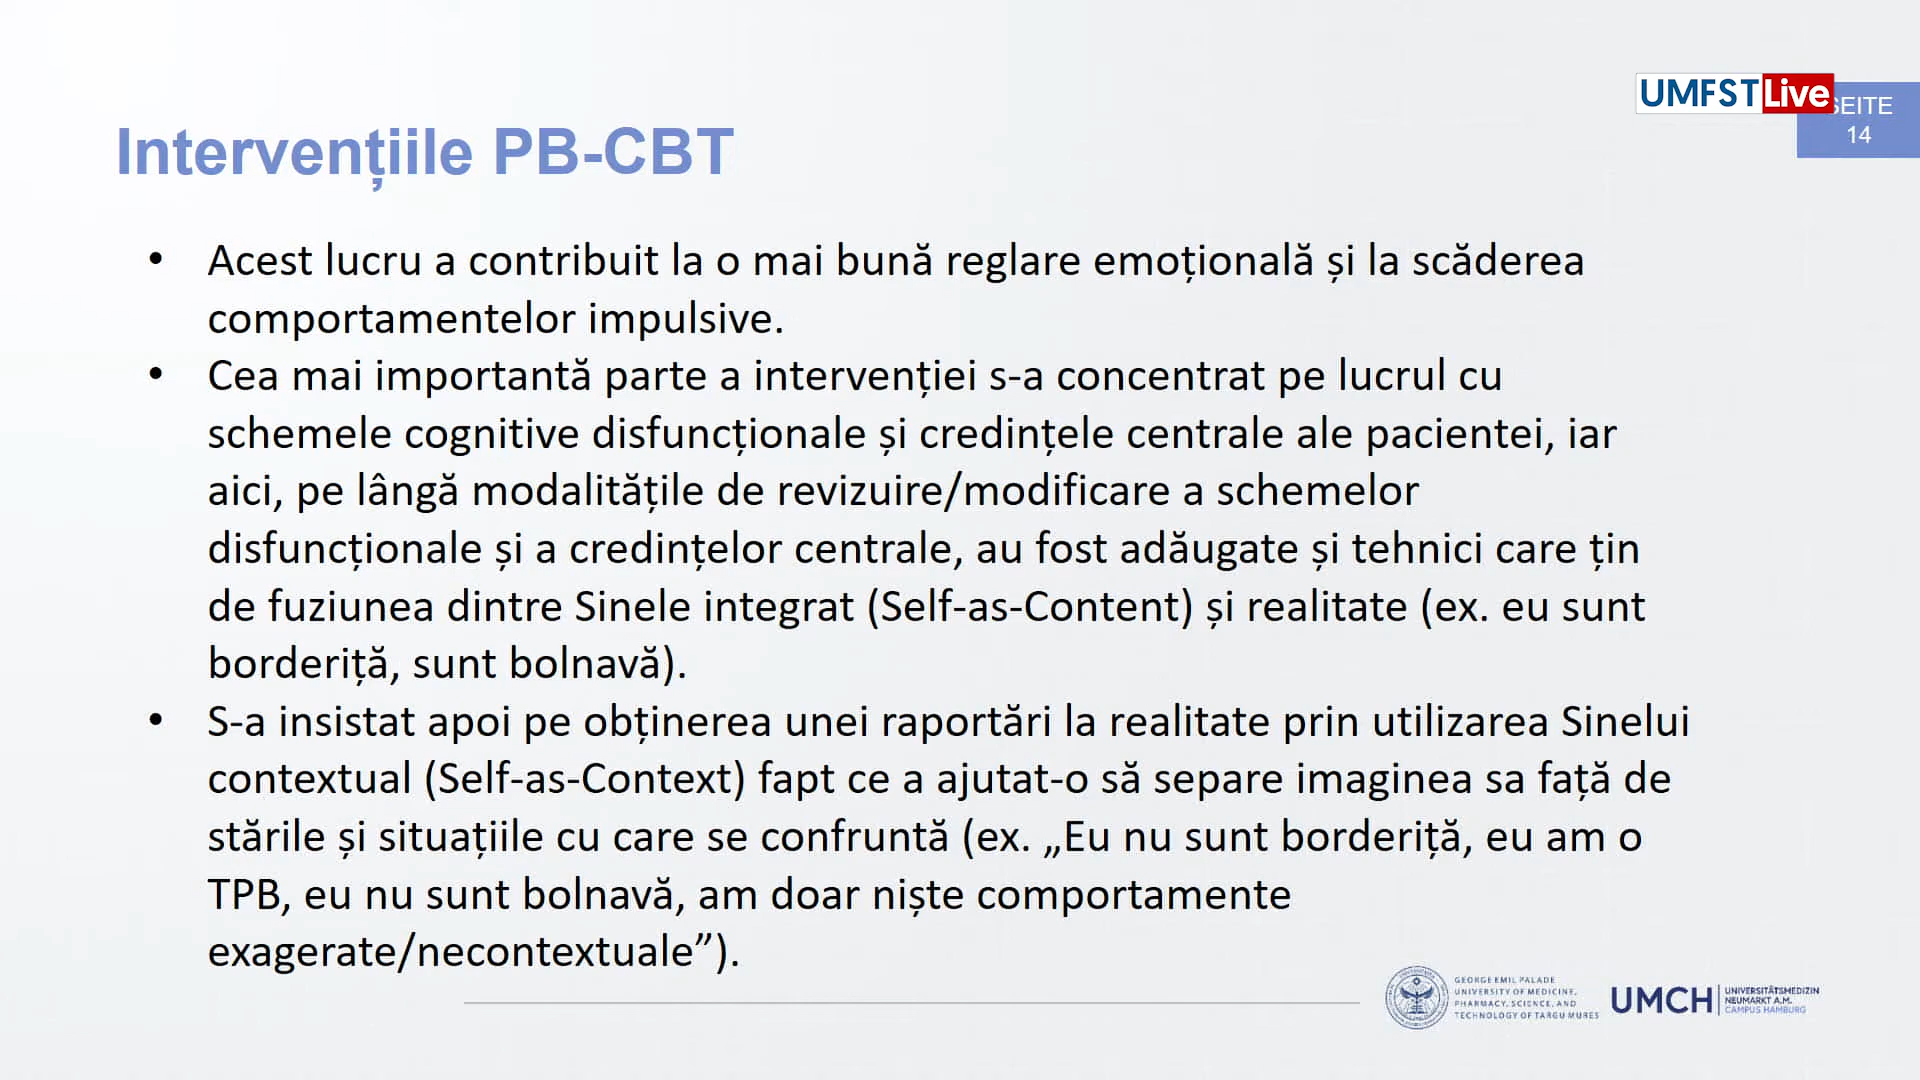 UMFST Live
SEITE
14
Intervențiile PB-CBT
• Acest lucru a contribuit la o mai bună reglare emoțională și la scăderea
comportamentelor impulsive.
• Cea mai importantă parte a intervenției s-a concentrat pe lucrul cu
schemele cognitive disfuncționale și credințele centrale ale pacientei, iar
aici, pe lângă modalitățile de revizuire/modificare a schemelor
disfuncționale și a credințelor centrale, au fost adăugate și tehnici care țin
de fuziunea dintre Sinele integrat (Self-as-Content) și realitate (ex. eu sunt
borderiță, sunt bolnavă).
• S-a insistat apoi pe obținerea unei raportări la realitate prin utilizarea Sinelui
contextual (Self-as-Context) fapt ce a ajutat-o să separe imaginea sa față de
stările și situațiile cu care se confruntă (ex. „Eu nu sunt borderiță, eu am o
TPB, eu nu sunt bolnavă, am doar niște comportamente
exagerate/necontextuale”).
GEORGE EMIL PALADE
UNIVERSITY OF MEDICINE,
PHARMACY, SCIENCE, AND
TECHNOLOGY OF TARGU MURES
UMCH
UNIVERSITÄTSMEDIZIN
NEUMARKT A.M.
CAMPUS HAMBURG